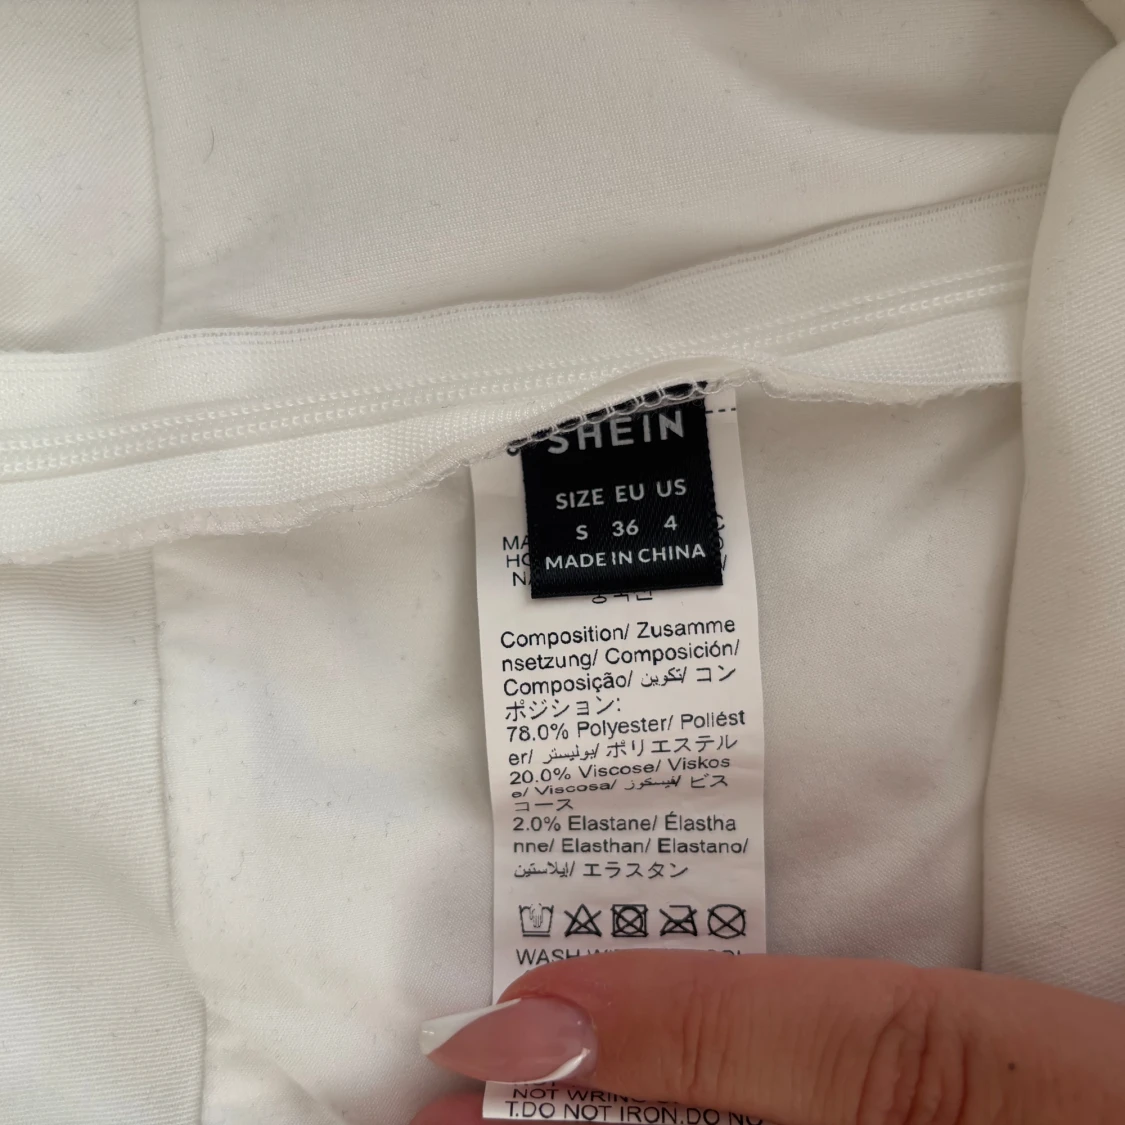 SHEIN
SIZE EU US
S 36 4
MADE IN CHINA
Composition/ Zusamme
nsetzung/ Composición/
Composição/ تكوين/ コン
ポジション:
78.0% Polyester/ Poliést
er/ بوليستر/ ポリエステル
20.0% Viscose/ Viskos
e/ Viscosa/ فيسكوز/ ビス
コース
2.0% Elastane/ Élastha
nne/ Elasthan/ Elastano/
إيلاستين/ エラスタン
WASH
NOT WRING
T.DO NOT IRON.DO NO